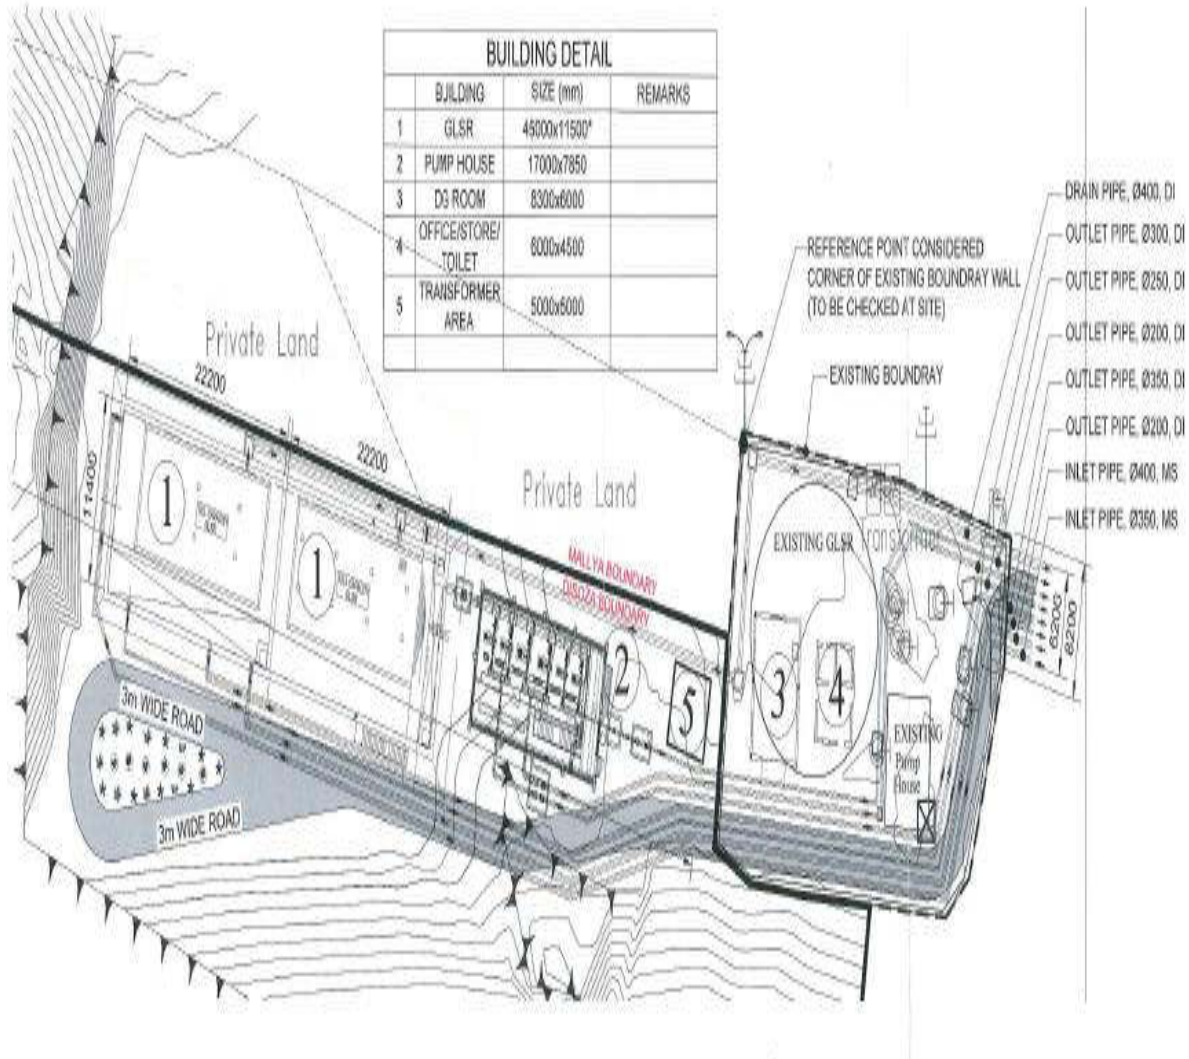 BUILDING DETAIL
BUILDING SIZE (mm) REMARKS
1 GLSR 45000x11500*
2 PUMP HOUSE 17000x7850
3 DG ROOM 8300x6000
4 OFFICE/STORE/
TOILET 6000x4500
5 TRANSFORMER
AREA 5000x6000
DRAIN PIPE, Ø400, DI
OUTLET PIPE, Ø300, DI
OUTLET PIPE, Ø250, DI
OUTLET PIPE, Ø200, DI
OUTLET PIPE, Ø350, DI
OUTLET PIPE, Ø200, DI
INLET PIPE, Ø400, MS
INLET PIPE, Ø350, MS
REFERENCE POINT CONSIDERED
CORNER OF EXISTING BOUNDRAY WALL
(TO BE CHECKED AT SITE)
EXISTING BOUNDRAY
Private Land
22200
22200
11400
Private Land
MALLYA BOUNDARY
DISOZA BOUNDARY
EXISTING GLSR
Transformer
6200
8200
1
1
2
5
3
4
EXISTING
Pump
House
3m WIDE ROAD
3m WIDE ROAD